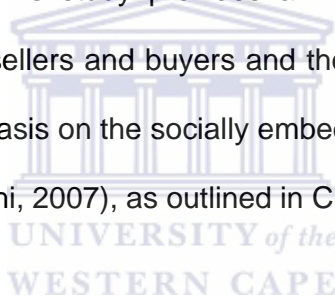 sellers and buyers and the
asis on the socially embed
ni, 2007), as outlined in C
UNIVERSITY of the
WESTERN CAPE